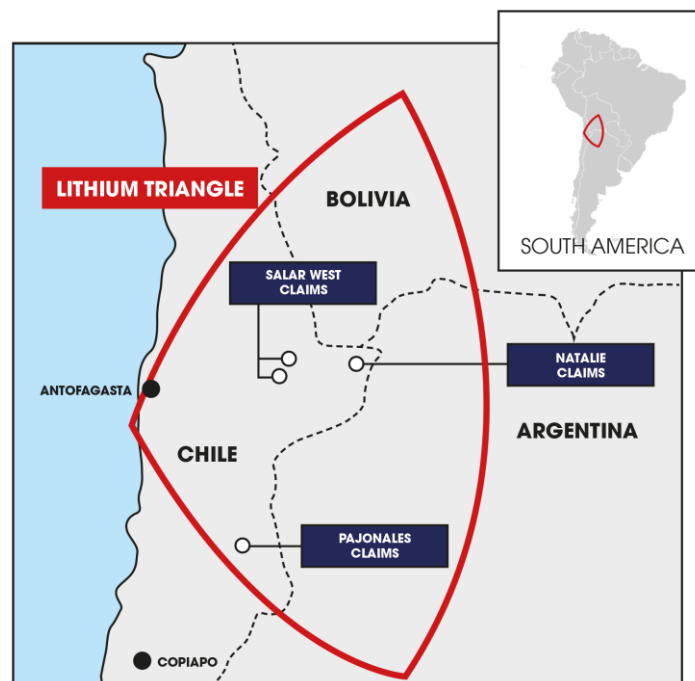 SOUTH AMERICA
LITHIUM TRIANGLE
BOLIVIA
SALAR WEST
CLAIMS
NATALIE
CLAIMS
ANTOFAGASTA
ARGENTINA
CHILE
PAJONALES
CLAIMS
COPIAPO